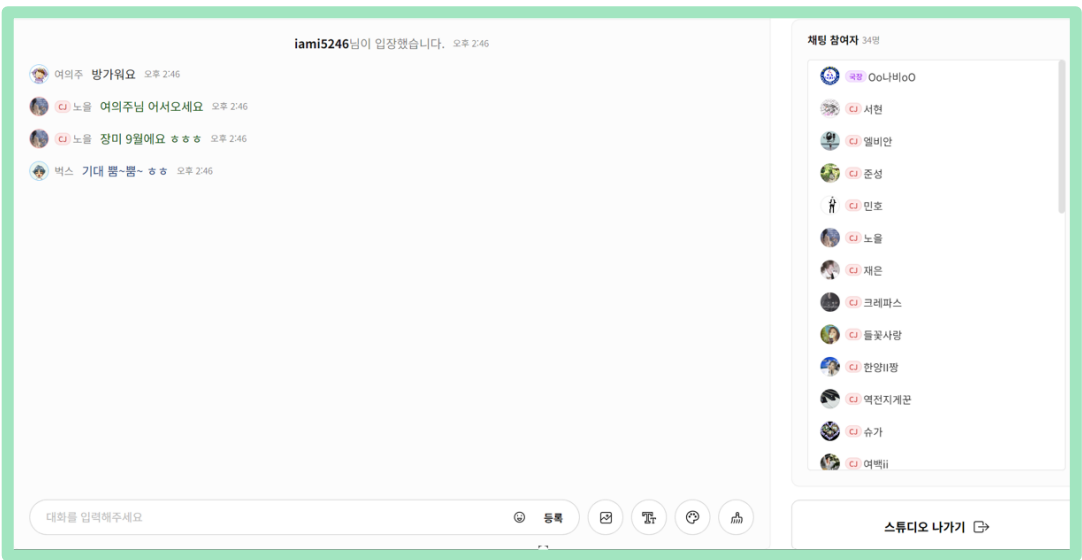 iami5246님이 입장했습니다. 오후 2:46
여의주 방가워요 오후 2:46
CJ 노을 여의주님 어서오세요 오후 2:46
CJ 노을 장미 9월에요 ㅎㅎㅎ 오후 2:46
벅스 기대 뿜~뿜~ ㅎㅎ 오후 2:46
대화를 입력해주세요
등록
채팅 참여자 34명
국장 Oo나비oO
CJ 서현
CJ 엘비안
CJ 준성
CJ 민호
CJ 노을
CJ 재은
CJ 크레파스
CJ 들꽃사랑
CJ 한양II짱
CJ 역전지게꾼
CJ 슈가
CJ 여백ii
스튜디오 나가기